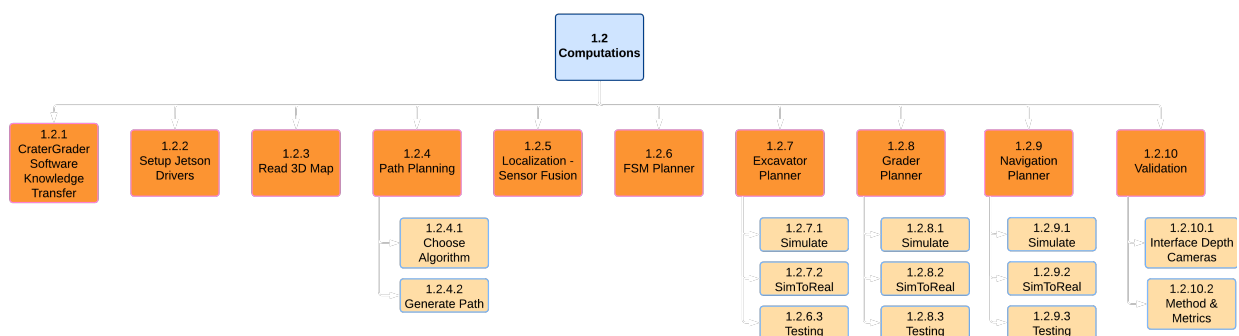 1.2
Computations
1.2.1
CraterGrader
Software
Knowledge
Transfer
1.2.2
Setup Jetson
Drivers
1.2.3
Read 3D Map
1.2.4
Path Planning
1.2.5
Localization -
Sensor Fusion
1.2.6
FSM Planner
1.2.7
Excavator
Planner
1.2.8
Grader
Planner
1.2.9
Navigation
Planner
1.2.10
Validation
1.2.4.1
Choose
Algorithm
1.2.4.2
Generate Path
1.2.7.1
Simulate
1.2.7.2
SimToReal
1.2.6.3
Testing
1.2.8.1
Simulate
1.2.8.2
SimToReal
1.2.8.3
Testing
1.2.9.1
Simulate
1.2.9.2
SimToReal
1.2.9.3
Testing
1.2.10.1
Interface Depth
Cameras
1.2.10.2
Method &
Metrics